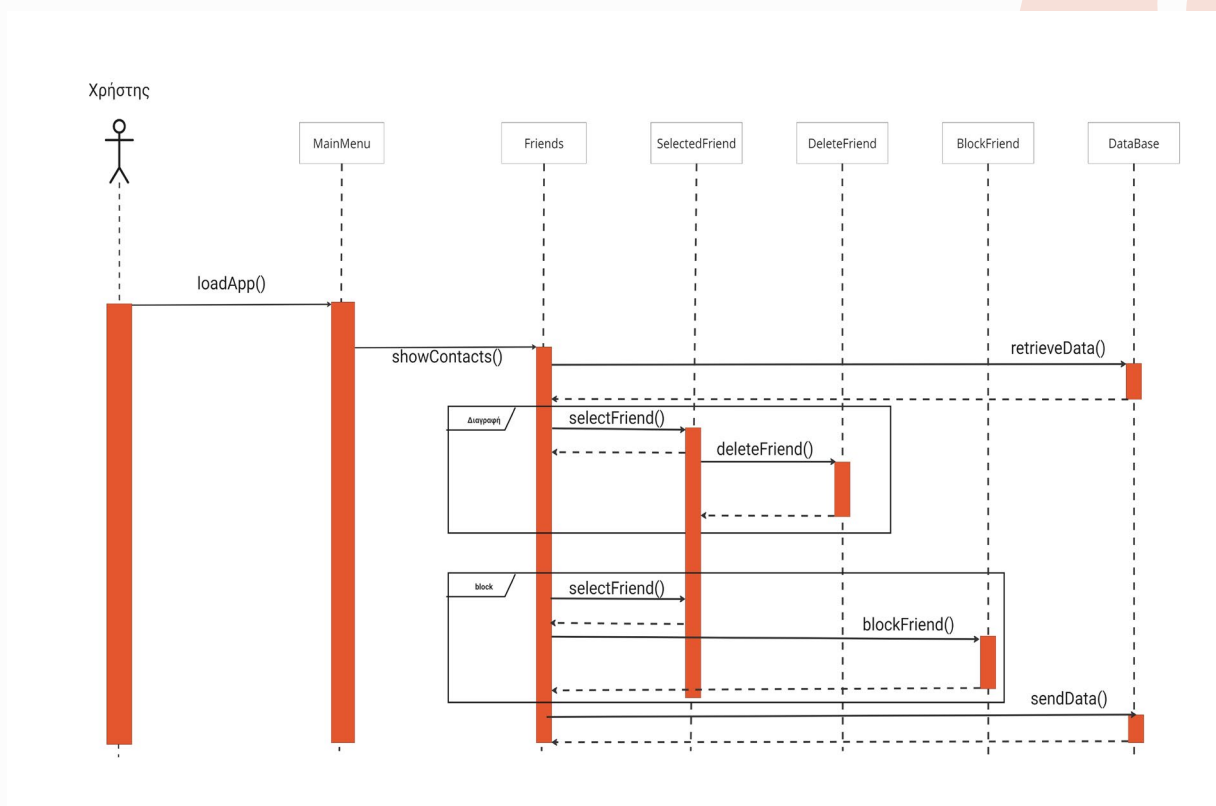 Χρήστης
MainMenu
Friends
SelectedFriend
DeleteFriend
BlockFriend
DataBase
loadApp()
showContacts()
retrieveData()
Διαγραφή
selectFriend()
deleteFriend()
block
selectFriend()
blockFriend()
sendData()